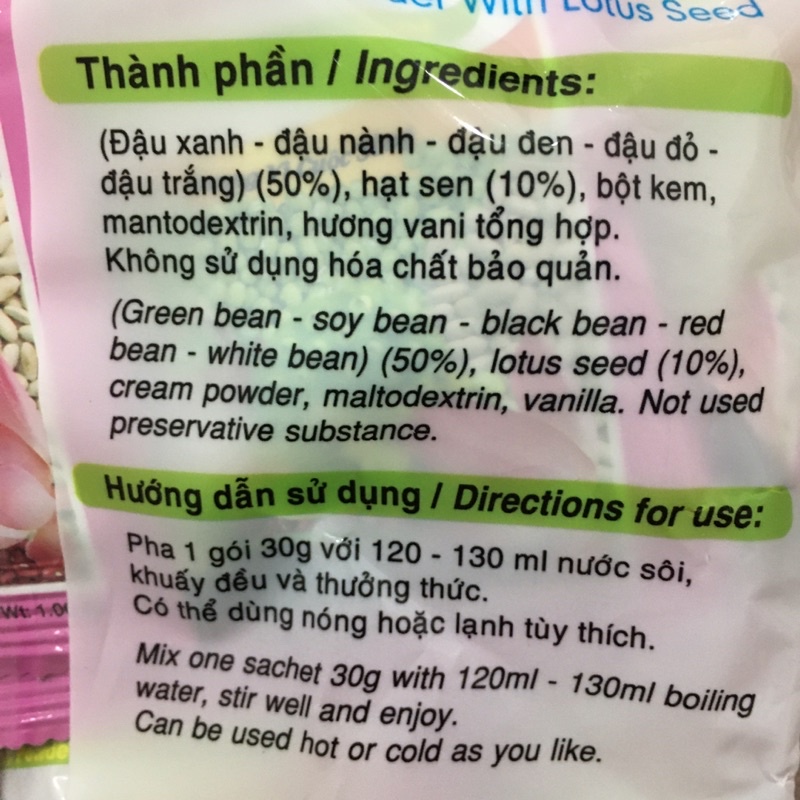 With Lotus Seed
Thành phần / Ingredients:
(Đậu xanh - đậu nành - đậu đen - đậu đỏ -
đậu trắng) (50%), hạt sen (10%), bột kem,
mantodextrin, hương vani tổng hợp.
Không sử dụng hóa chất bảo quản.
(Green bean - soy bean - black bean - red
bean - white bean) (50%), lotus seed (10%),
cream powder, maltodextrin, vanilla. Not used
preservative substance.
Hướng dẫn sử dụng / Directions for use:
Pha 1 gói 30g với 120 - 130 ml nước sôi,
khuấy đều và thưởng thức.
Có thể dùng nóng hoặc lạnh tùy thích.
Mix one sachet 30g with 120ml - 130ml boiling
water, stir well and enjoy.
Can be used hot or cold as you like.